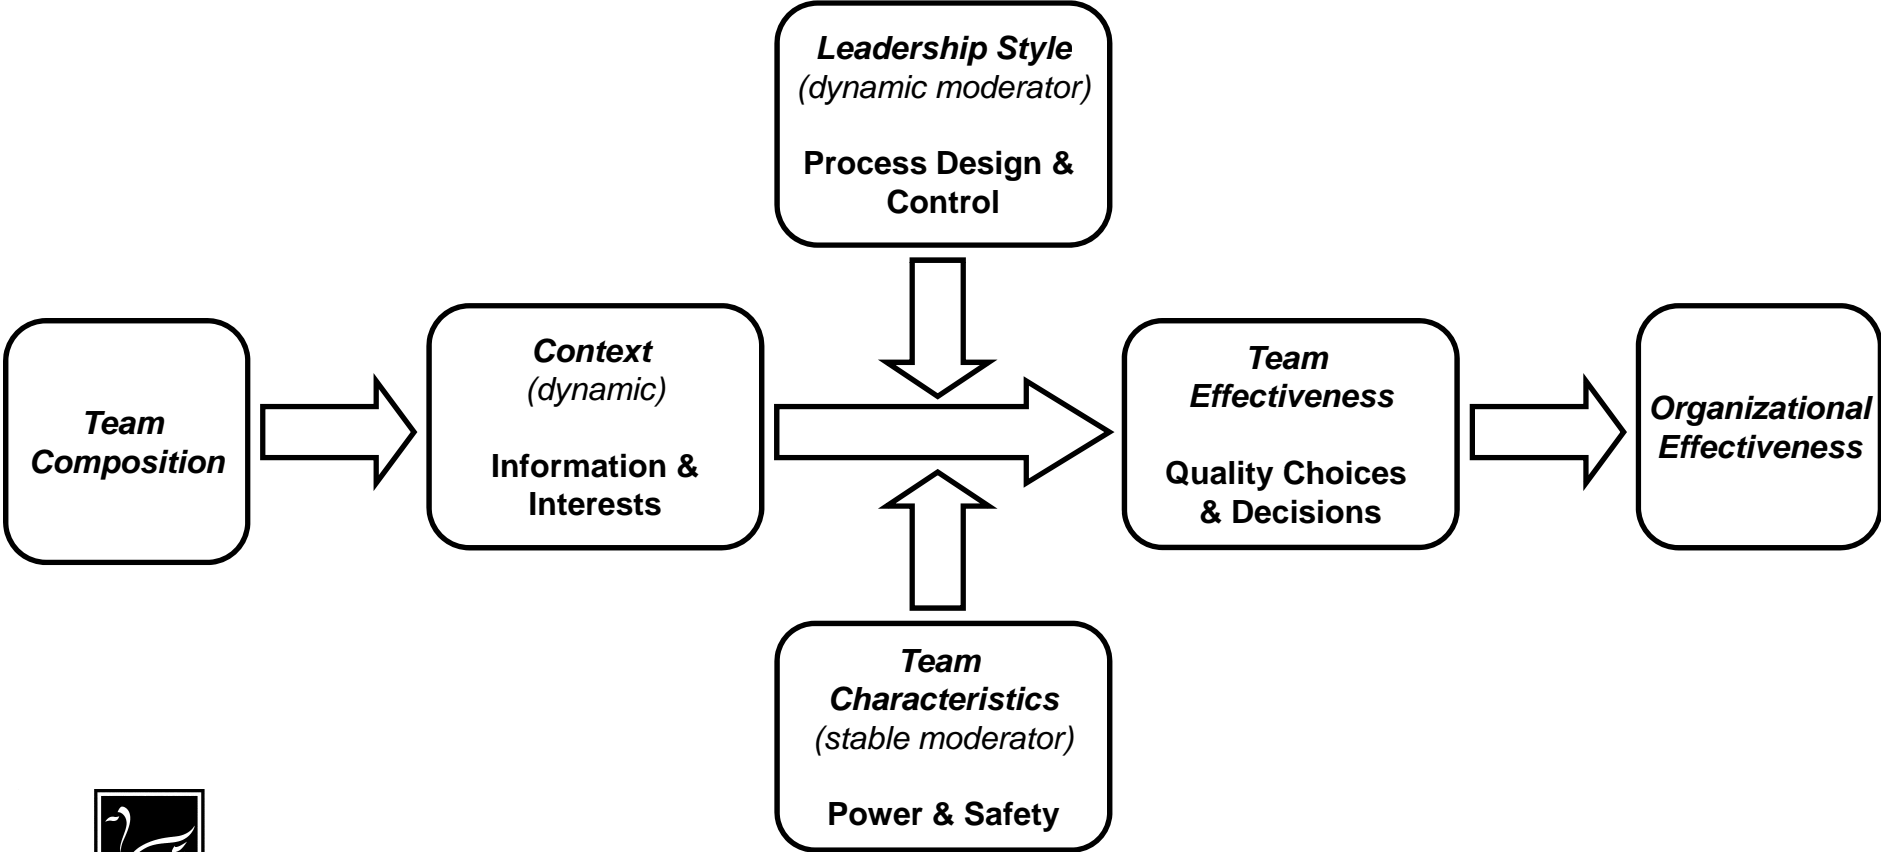 Leadership Style
(dynamic moderator)
Process Design &
Control
Team
Composition
Context
(dynamic)
Information &
Interests
Team
Effectiveness
Quality Choices
& Decisions
Organizational
Effectiveness
Team
Characteristics
(stable moderator)
Power & Safety